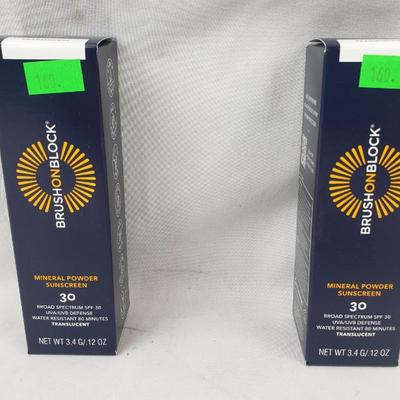 160.
BRUSHONBLOCK®
MINERAL POWDER
SUNSCREEN
30
BROAD SPECTRUM SPF 30
UVA/UVB DEFENSE
WATER RESISTANT 80 MINUTES
TRANSLUCENT
NET WT 3.4 G/.12 OZ
160.
BRUSHONBLOCK®
MINERAL POWDER
SUNSCREEN
30
BROAD SPECTRUM SPF 30
UVA/UVB DEFENSE
WATER RESISTANT 80 MINUTES
TRANSLUCENT
NET WT 3.4 G/.12 OZ